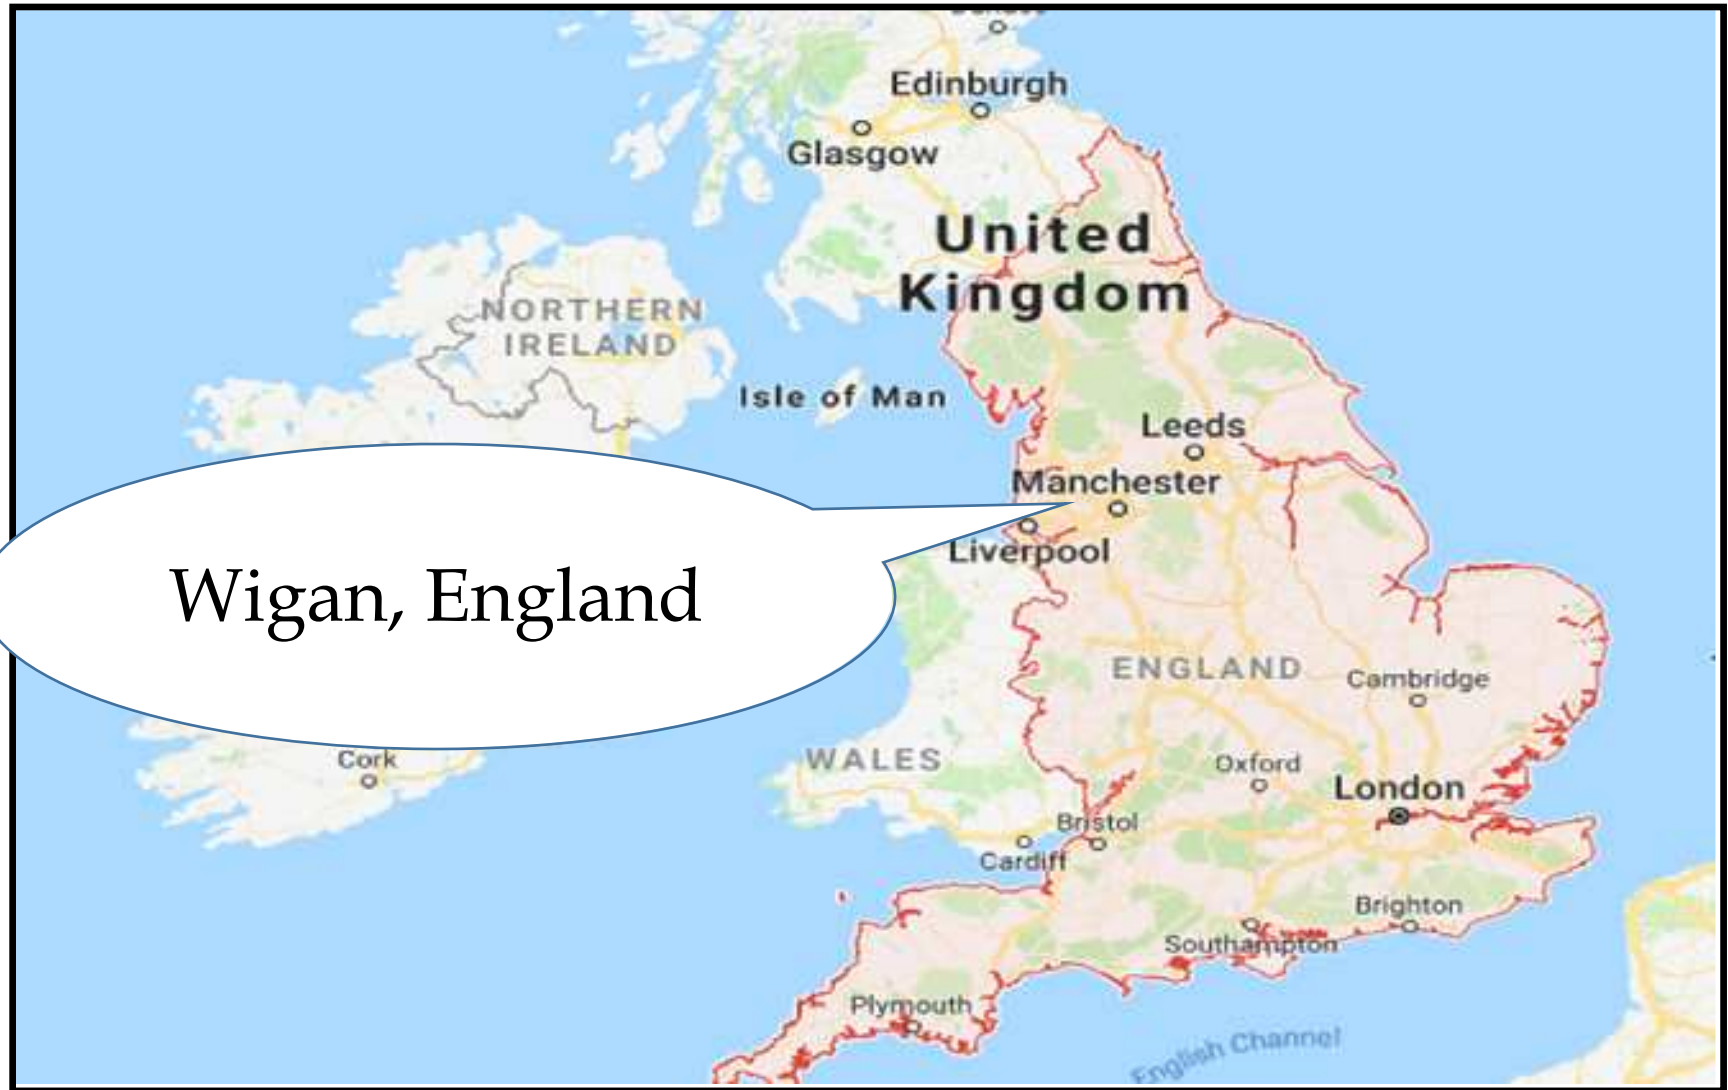 Edinburgh
Glasgow
United
Kingdom
NORTHERN
IRELAND
Isle of Man
Leeds
Manchester
Liverpool
Wigan, England
ENGLAND
Cambridge
WALES
Cork
Oxford
London
Bristol
Cardiff
Brighton
Southampton
Plymouth
English Channel